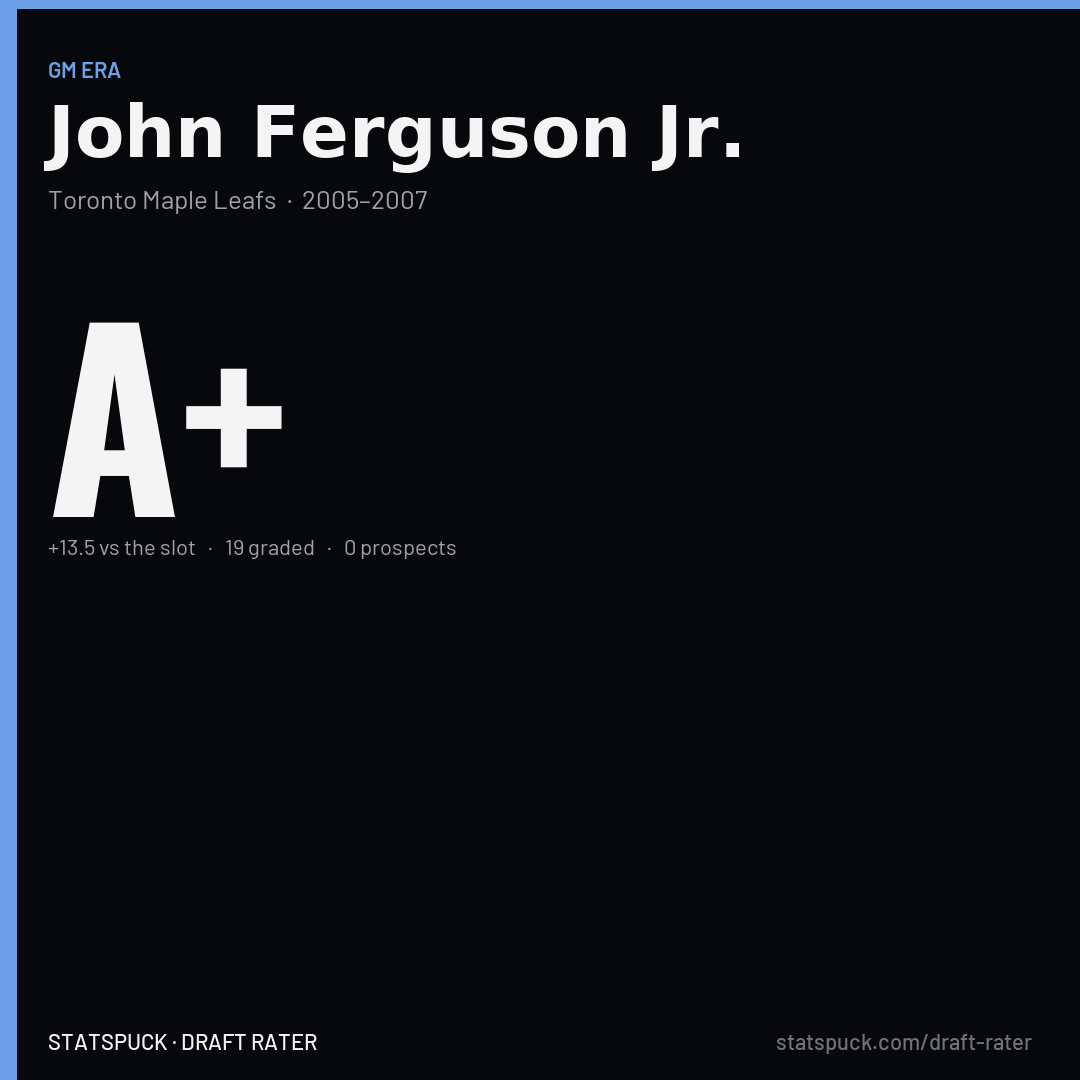 GM ERA
John Ferguson Jr.
Toronto Maple Leafs · 2005–2007
A+
+13.5 vs the slot · 19 graded · 0 prospects
STATSPUCK · DRAFT RATER
statspuck.com/draft-rater